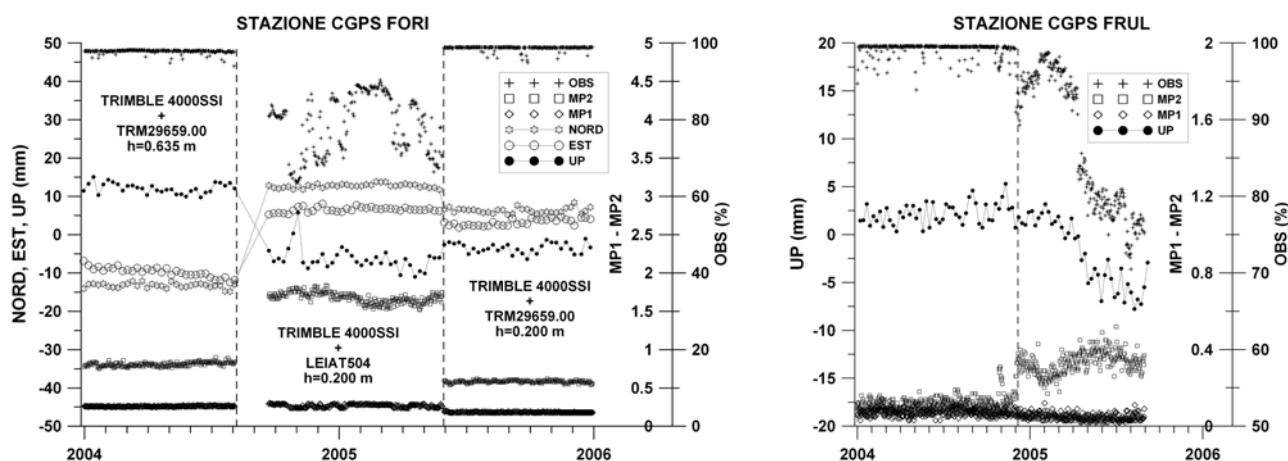 STAZIONE CGPS FORI
NORD, EST, UP (mm)
50
40
30
20
10
0
-10
-20
-30
-40
-50
TRIMBLE 4000SSI
+
TRM29659.00
h=0.635 m
TRIMBLE 4000SSI
+
LEIAT504
h=0.200 m
TRIMBLE 4000SSI
+
TRM29659.00
h=0.200 m
OBS
MP2
MP1
NORD
EST
UP
2004
2005
2006
MP1 - MP2
5
4.5
4
3.5
3
2.5
2
1.5
1
0.5
0
OBS (%)
100
80
60
40
20
0
STAZIONE CGPS FRUL
UP (mm)
20
15
10
5
0
-5
-10
-15
-20
OBS
MP2
MP1
UP
2004
2005
2006
MP1 - MP2
2
1.6
1.2
0.8
0.4
0
OBS (%)
100
90
80
70
60
50